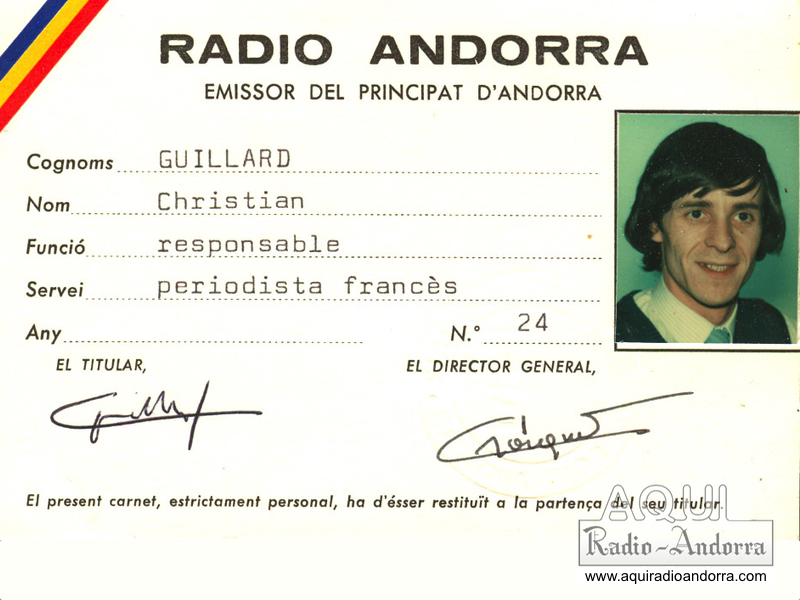 RADIO ANDORRA
EMISSOR DEL PRINCIPAT D'ANDORRA
Cognoms GUILLARD
Nom Christian
Funció responsable
Servei periodista francès
Any N.° 24
EL TITULAR, EL DIRECTOR GENERAL,
El present carnet, estrictament personal, ha d'ésser restituït a la partença del seu titular.
AQUI
Radio-Andorra
www.aquiradioandorra.com